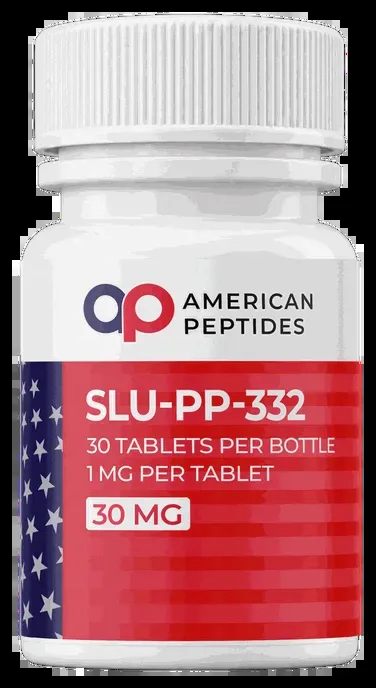 ap AMERICAN
PEPTIDES
SLU-PP-332
30 TABLETS PER BOTTLE
1 MG PER TABLET
30 MG